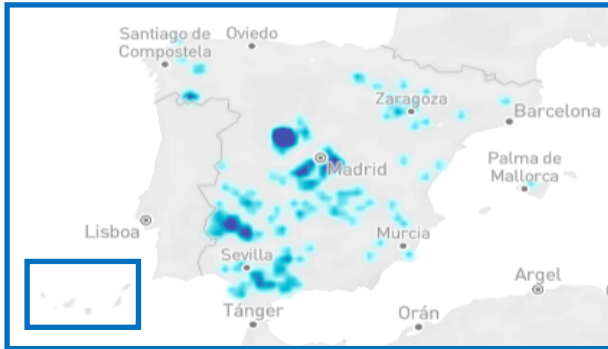 Santiago de
Compostela
Oviedo
Zaragoza
Barcelona
Madrid
Palma de
Mallorca
Lisboa
Murcia
Sevilla
Argel
Tánger
Orán